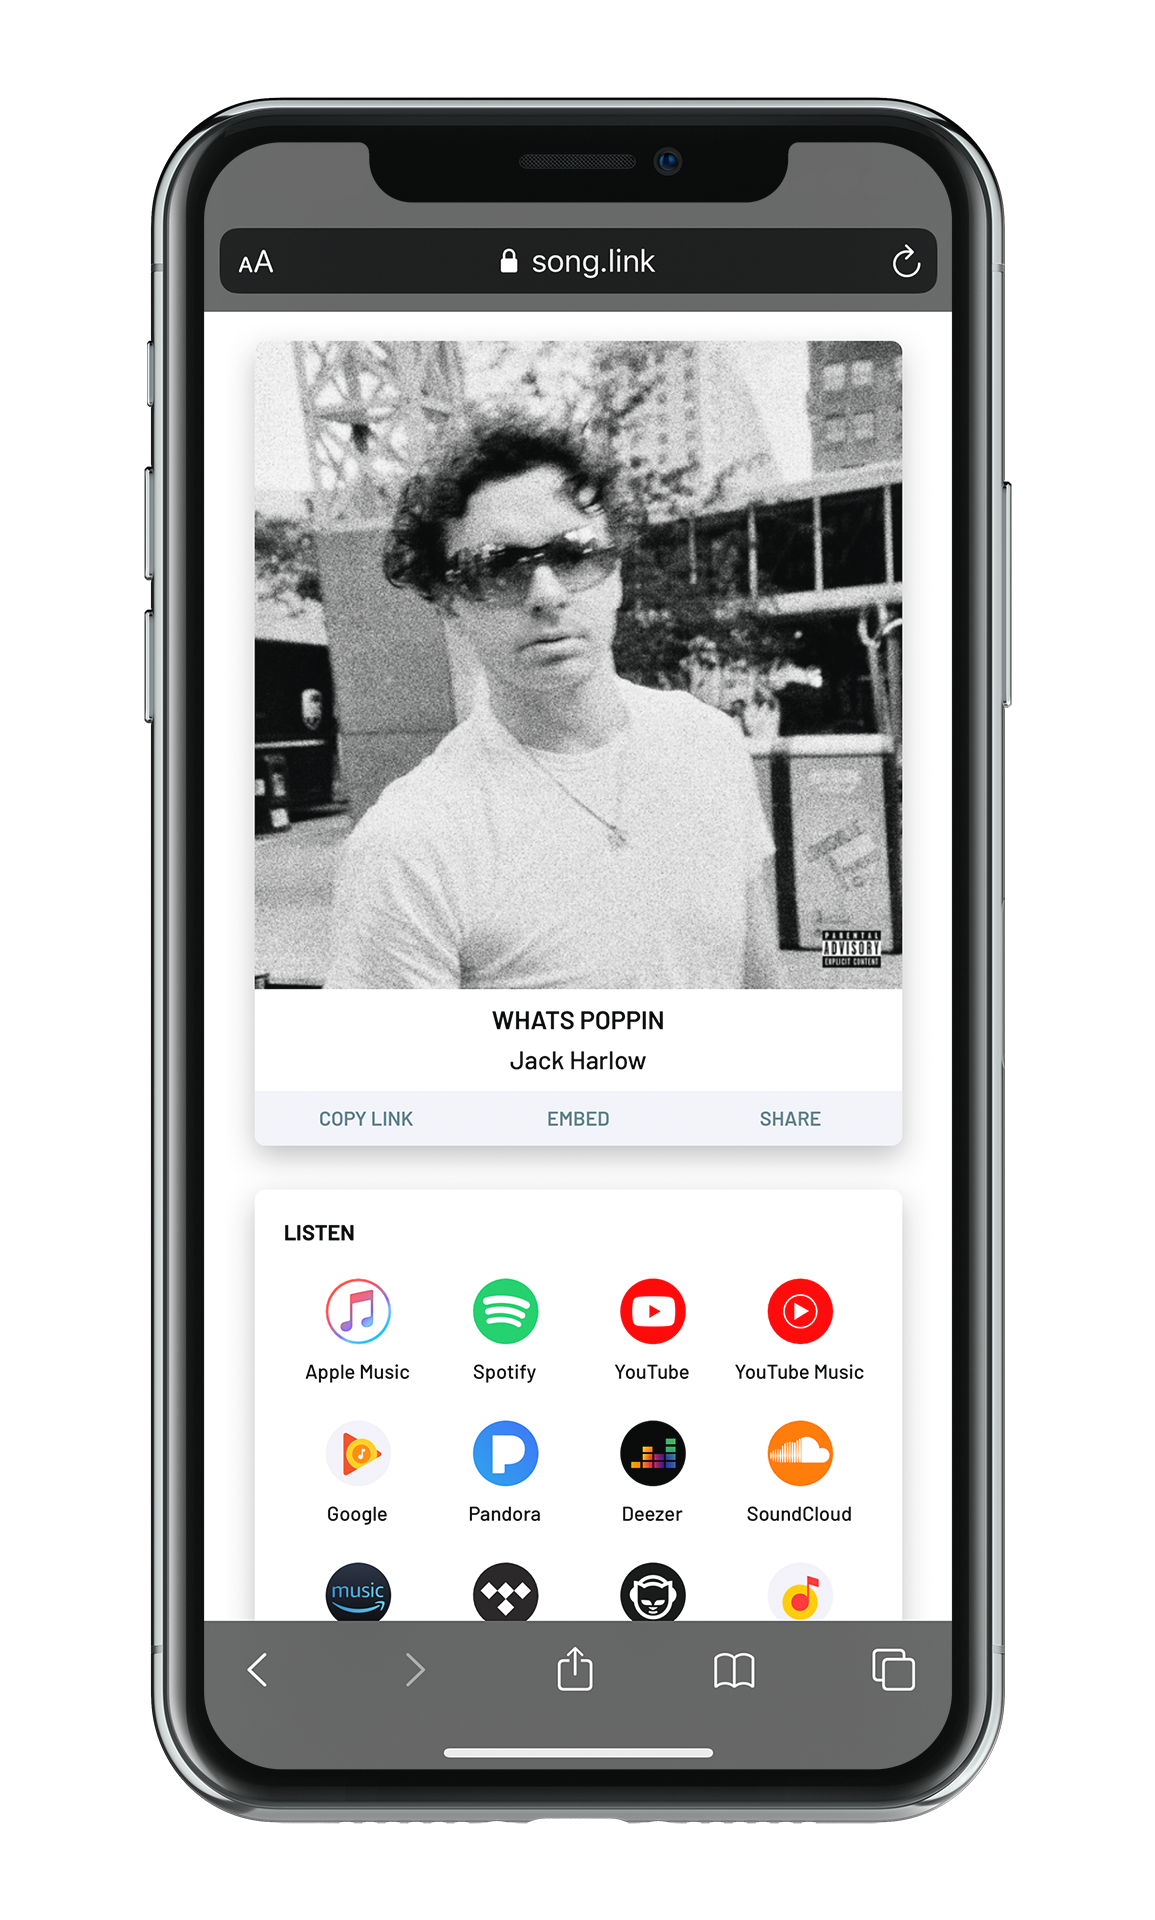 AA song.link
PARENTAL
ADVISORY
EXPLICIT CONTENT
WHATS POPPIN
Jack Harlow
COPY LINK EMBED SHARE
LISTEN
Apple Music Spotify YouTube YouTube Music
Google Pandora Deezer SoundCloud
music